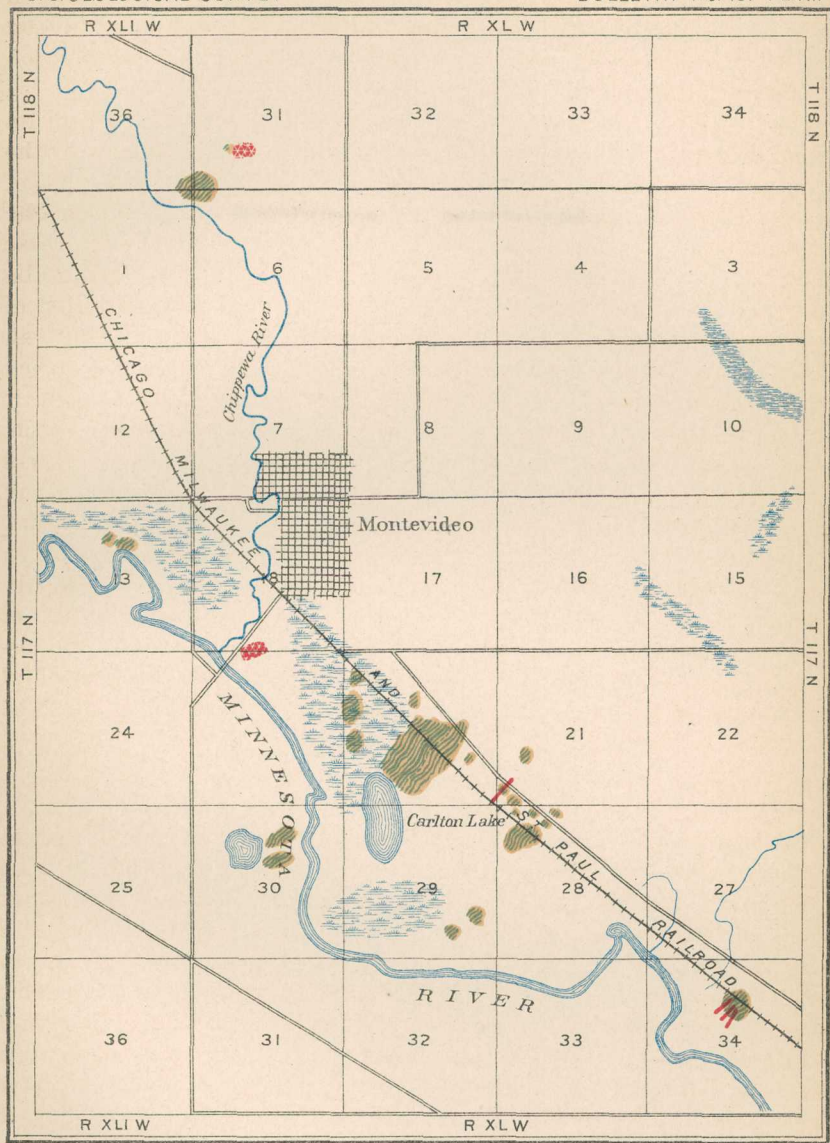 R XLI W R XL W
T 118 N T 118 N
36 31 32 33 34
1 6 5 4 3
CHICAGO
Chippewa River
12 7 8 9 10
MILWAUKEE
Montevideo
13 18 17 16 15
T 117 N T 117 N
AND
24 21 22
MINNESOTA
Carlton Lake
ST PAUL
25 30 29 28 27
RAILROAD
RIVER
36 31 32 33 34
R XLI W R XL W